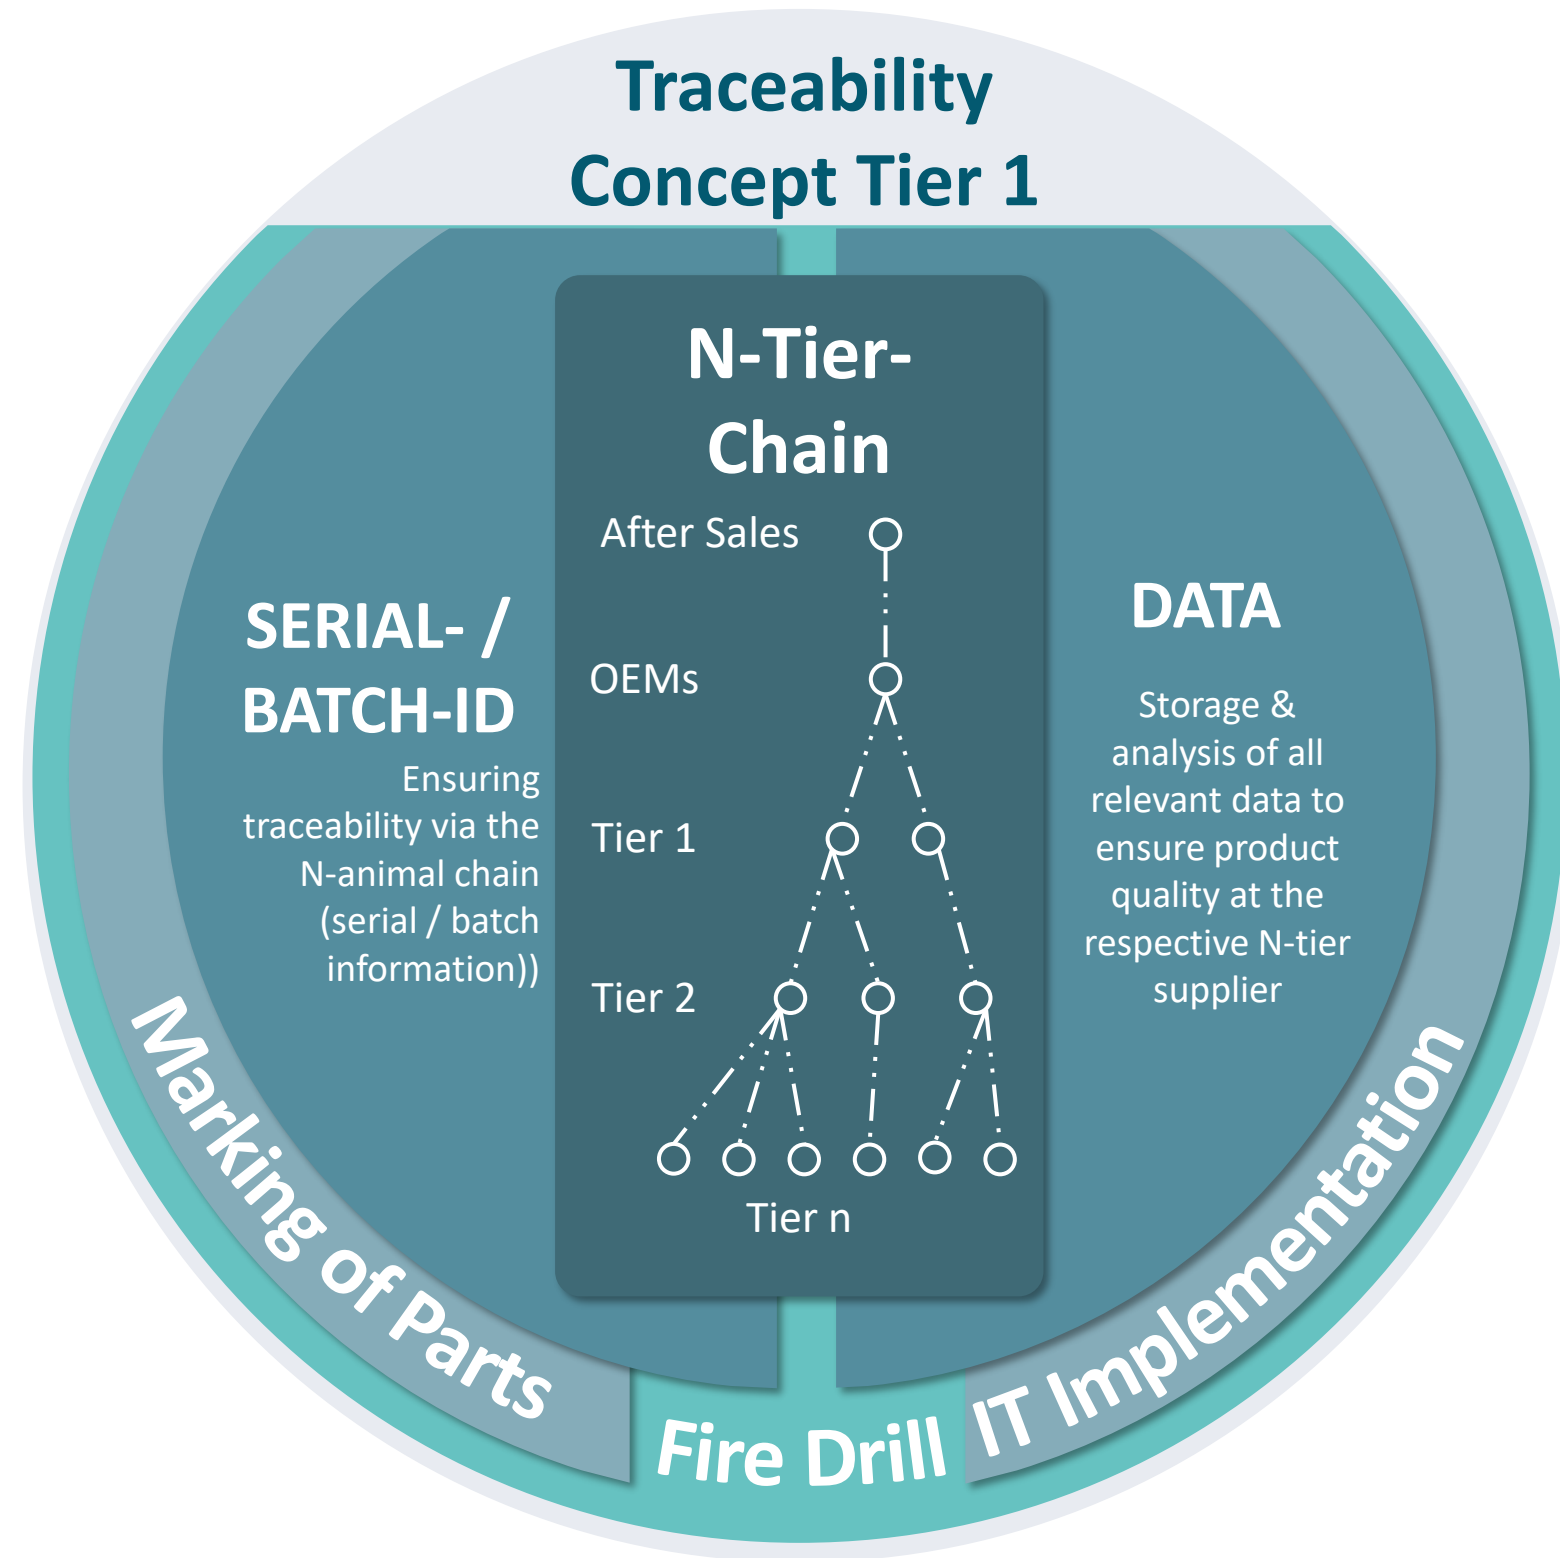 Traceability
Concept Tier 1
N-Tier-
Chain
After Sales
OEMs
Tier 1
Tier 2
Tier n
SERIAL- /
BATCH-ID
Ensuring
traceability via the
N-animal chain
(serial / batch
information))
DATA
Storage &
analysis of all
relevant data to
ensure product
quality at the
respective N-tier
supplier
Marking of Parts
Fire Drill
IT Implementation